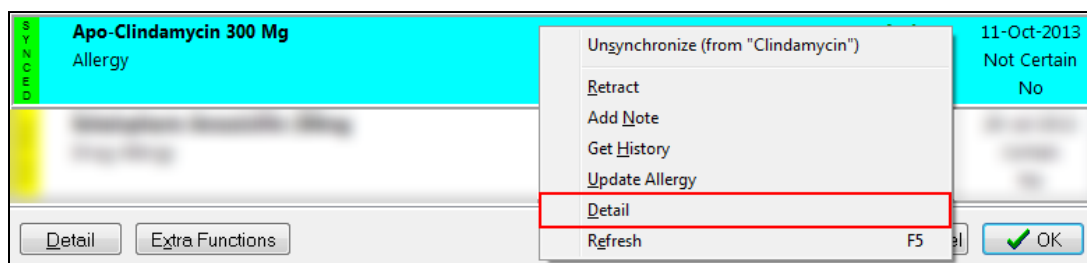 SYNCED
Apo-Clindamycin 300 Mg
11-Oct-2013
Allergy
Not Certain
No
Unsynchronize (from "Clindamycin")
Retract
Add Note
Get History
Update Allergy
Detail
Refresh F5
Detail
Extra Functions
OK